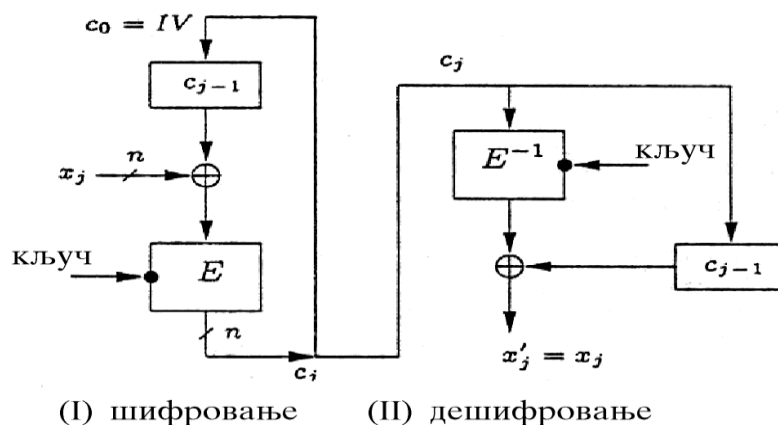 c₀ = IV
c_{j−1}
x_j
n
кључ
E
n
c_j
c_j
E⁻¹
кључ
c_{j−1}
x′_j = x_j
(I) шифровање
(II) дешифровање